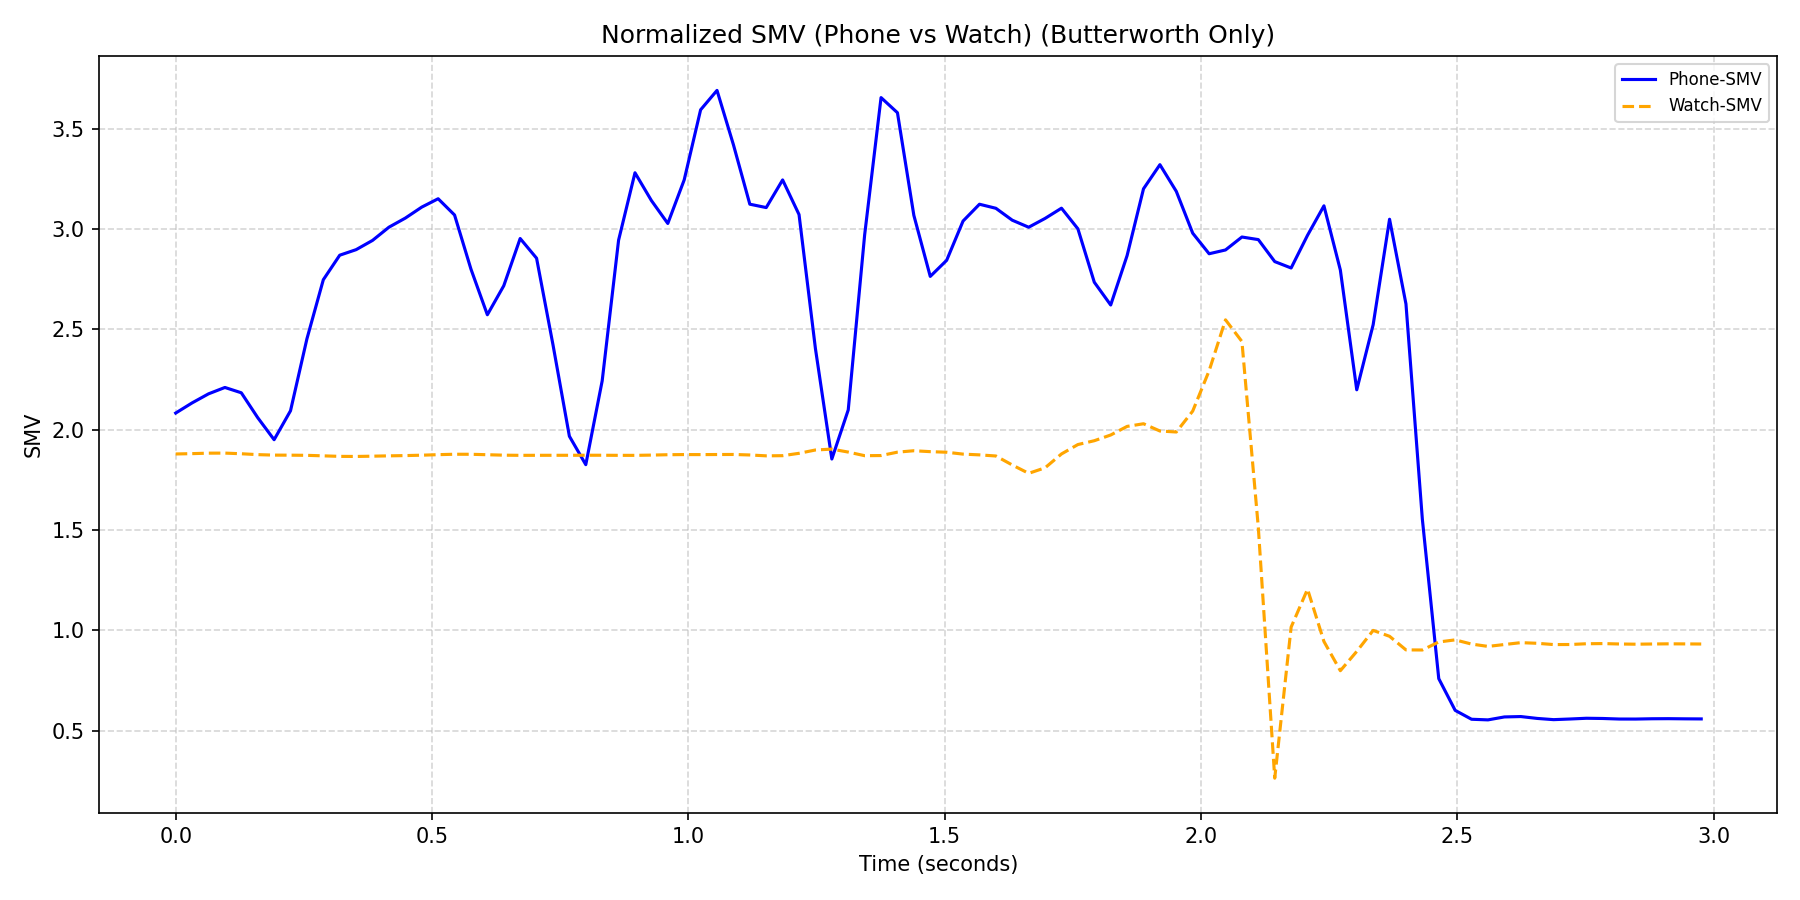 Normalized SMV (Phone vs Watch) (Butterworth Only)
Phone-SMV
Watch-SMV
SMV
3.5
3.0
2.5
2.0
1.5
1.0
0.5
0.0 0.5 1.0 1.5 2.0 2.5 3.0
Time (seconds)